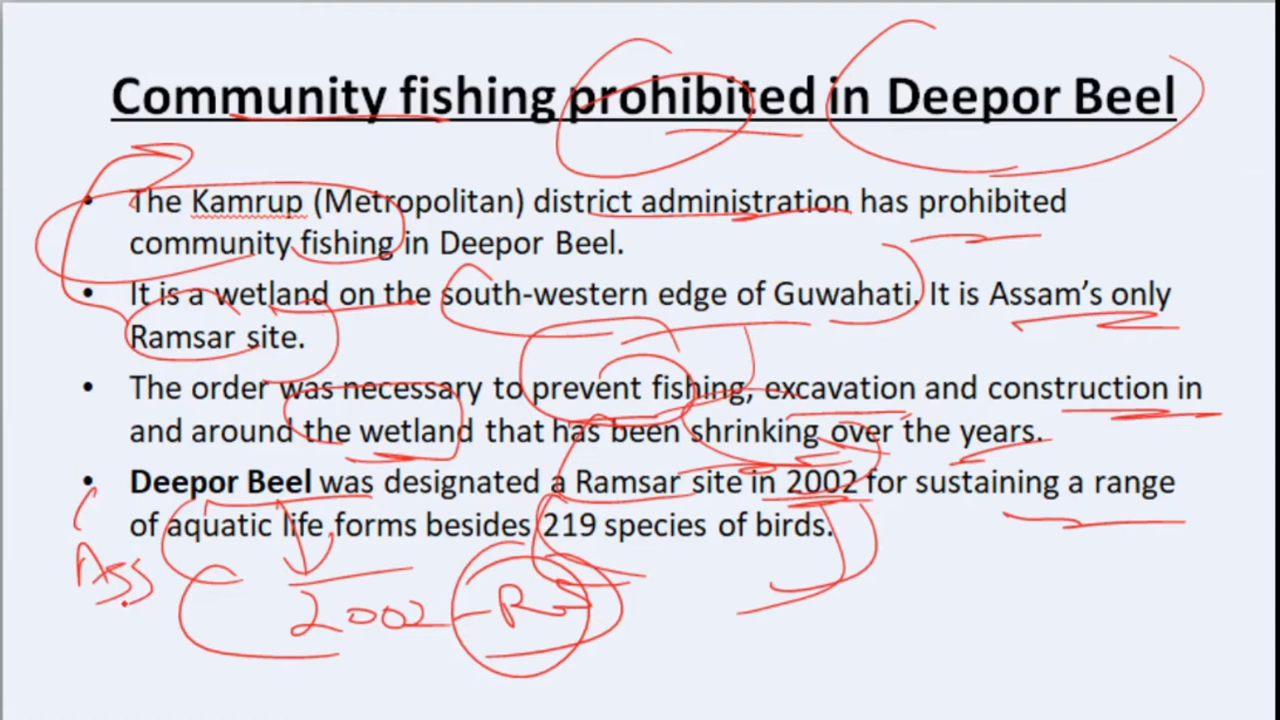 Community fishing prohibited in Deepor Beel
• The Kamrup (Metropolitan) district administration has prohibited
community fishing in Deepor Beel.
• It is a wetland on the south-western edge of Guwahati. It is Assam's only
Ramsar site.
• The order was necessary to prevent fishing, excavation and construction in
and around the wetland that has been shrinking over the years.
• Deepor Beel was designated a Ramsar site in 2002 for sustaining a range
of aquatic life forms besides 219 species of birds.
Ass
2002 -